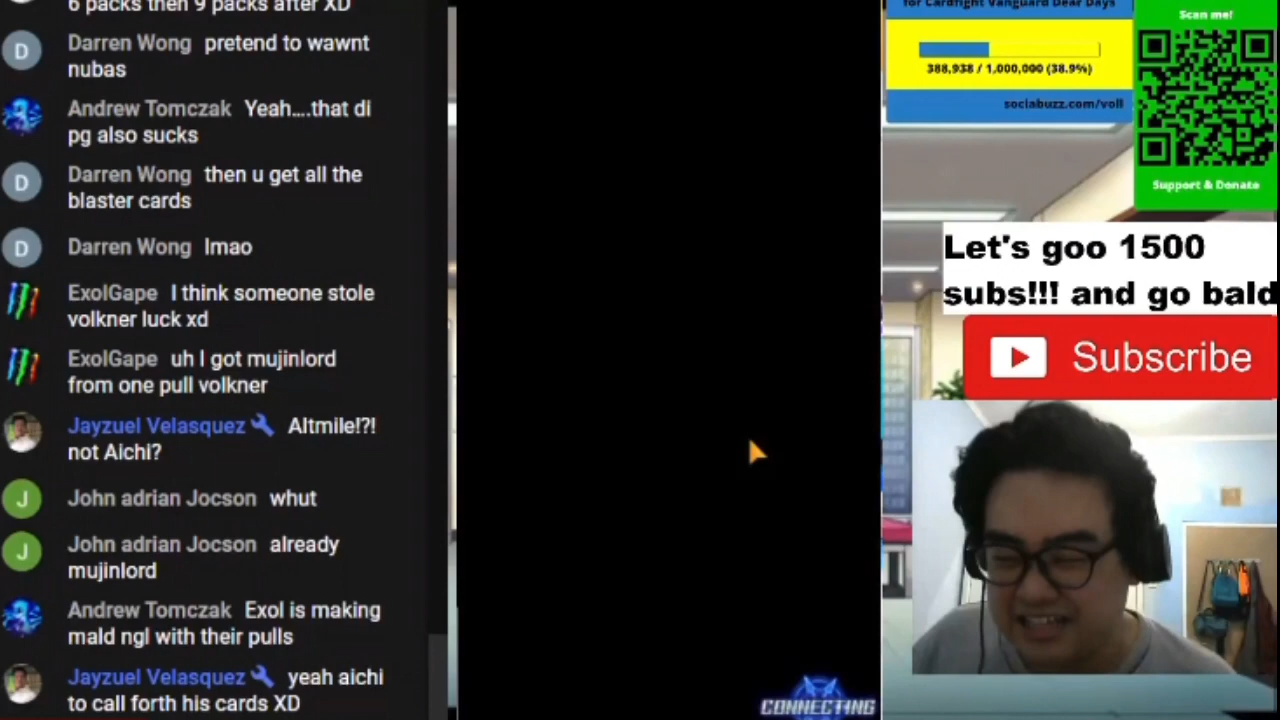 6 packs then 9 packs after XD
Darren Wong pretend to wawnt
nubas
Andrew Tomczak Yeah....that di
pg also sucks
Darren Wong then u get all the
blaster cards
Darren Wong lmao
ExolGape I think someone stole
volkner luck xd
ExolGape uh I got mujinlord
from one pull volkner
Jayzuel Velasquez Altmile!?!
not Aichi?
John adrian Jocson whut
John adrian Jocson already
mujinlord
Andrew Tomczak Exol is making
mald ngl with their pulls
Jayzuel Velasquez yeah aichi
to call forth his cards XD
CONNECTING
for Cardfight Vanguard Dear Days
388,938 / 1,000,000 (38.9%)
sociabuzz.com/voll
Scan me!
Support & Donate
Let's goo 1500
subs!!! and go bald
Subscribe